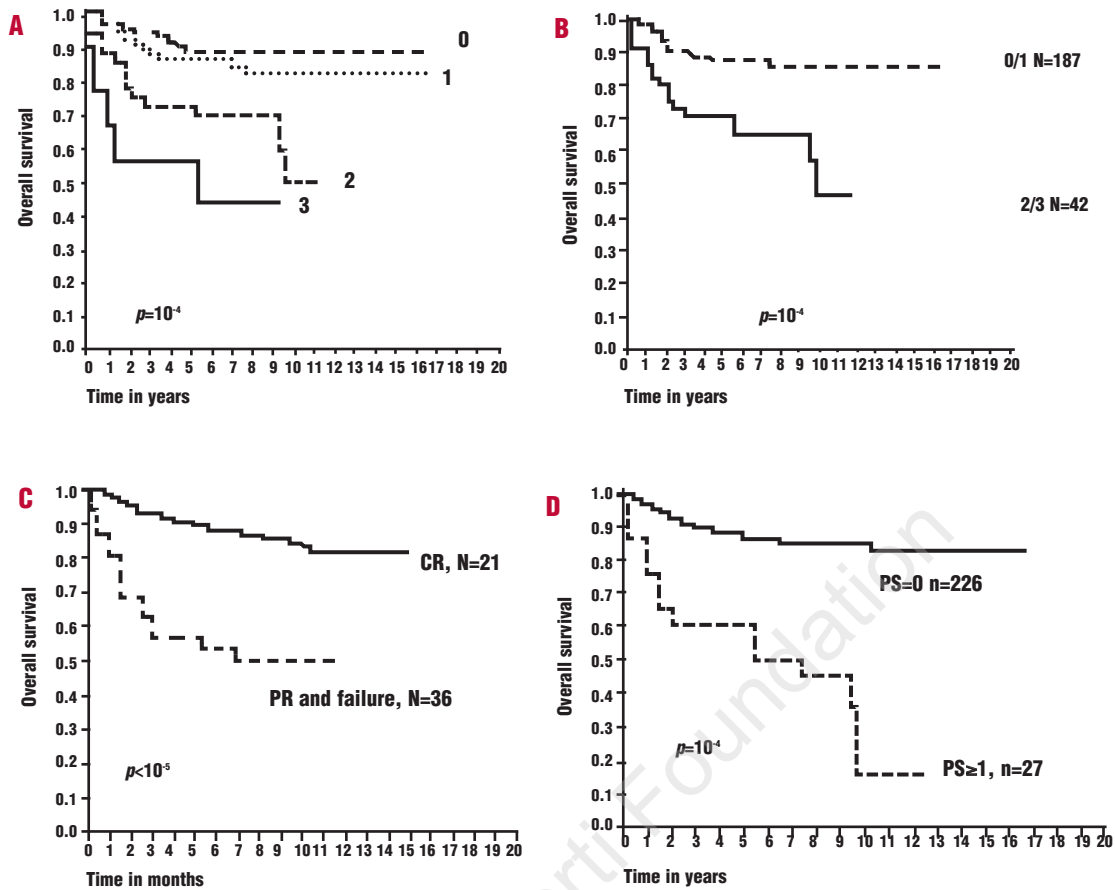 A
Overall survival
1.0
0.9
0.8
0.7
0.6
0.5
0.4
0.3
0.2
0.1
0.0
0
1
2
3
p=10-4
0 1 2 3 4 5 6 7 8 9 10 11 12 13 14 15 16 17 18 19 20
Time in years
B
Overall survival
1.0
0.9
0.8
0.7
0.6
0.5
0.4
0.3
0.2
0.1
0.0
0/1 N=187
2/3 N=42
p=10-4
0 1 2 3 4 5 6 7 8 9 10 11 12 13 14 15 16 17 18 19 20
Time in years
C
Overall survival
1.0
0.9
0.8
0.7
0.6
0.5
0.4
0.3
0.2
0.1
0.0
CR, N=21
PR and failure, N=36
p<10-5
0 1 2 3 4 5 6 7 8 9 10 11 12 13 14 15 16 17 18 19 20
Time in months
D
Overall survival
1.0
0.9
0.8
0.7
0.6
0.5
0.4
0.3
0.2
0.1
0.0
PS=0 n=226
PS≥1, n=27
p=10-4
0 1 2 3 4 5 6 7 8 9 10 11 12 13 14 15 16 17 18 19 20
Time in years
Foundation